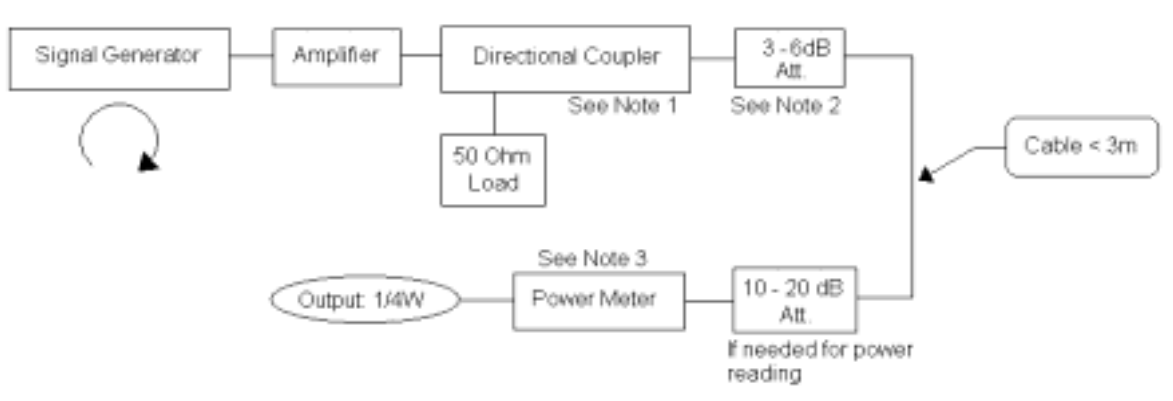 Signal Generator
Amplifier
Directional Coupler
3 - 6dB
Att.
See Note 1
See Note 2
50 Ohm
Load
Cable < 3m
See Note 3
Output: 1/4W
Power Meter
10 - 20 dB
Att.
If needed for power
reading